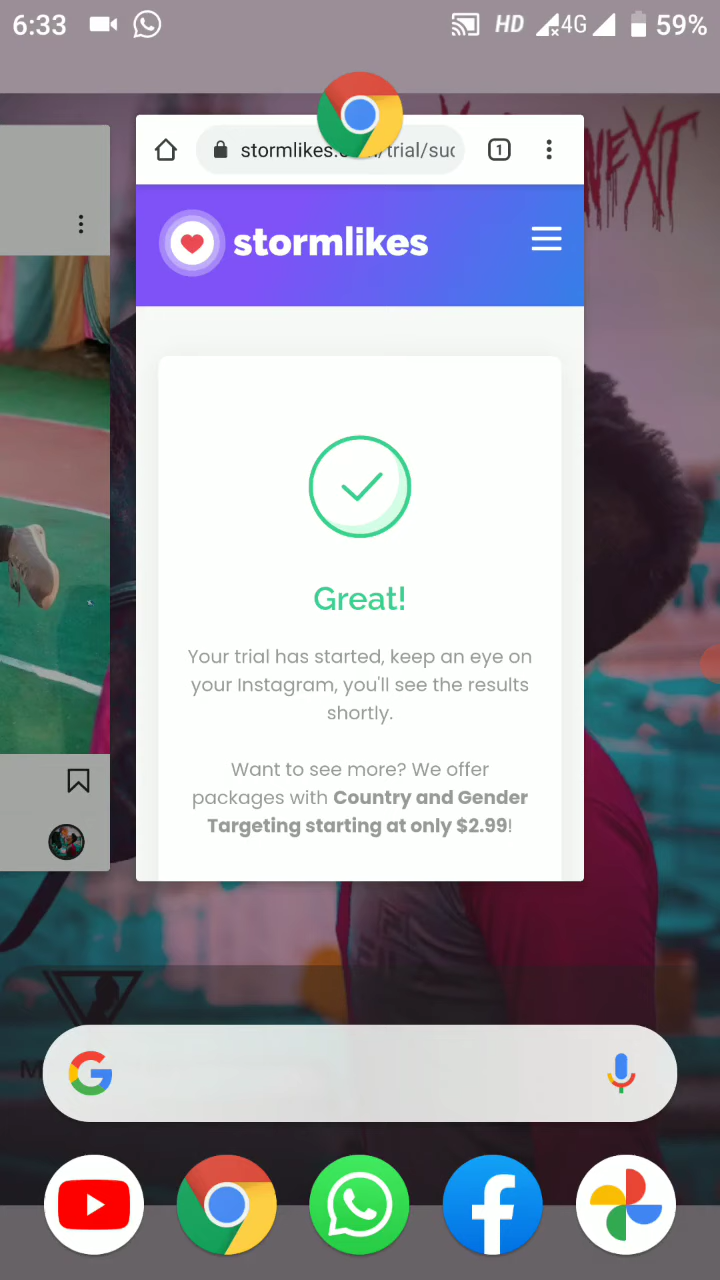 6:33 HD 4G 59%
NEXT
stormlikes. /trial/suc 1
stormlikes
Great!
Your trial has started, keep an eye on
your Instagram, you'll see the results
shortly.
Want to see more? We offer
packages with Country and Gender
Targeting starting at only $2.99!
M